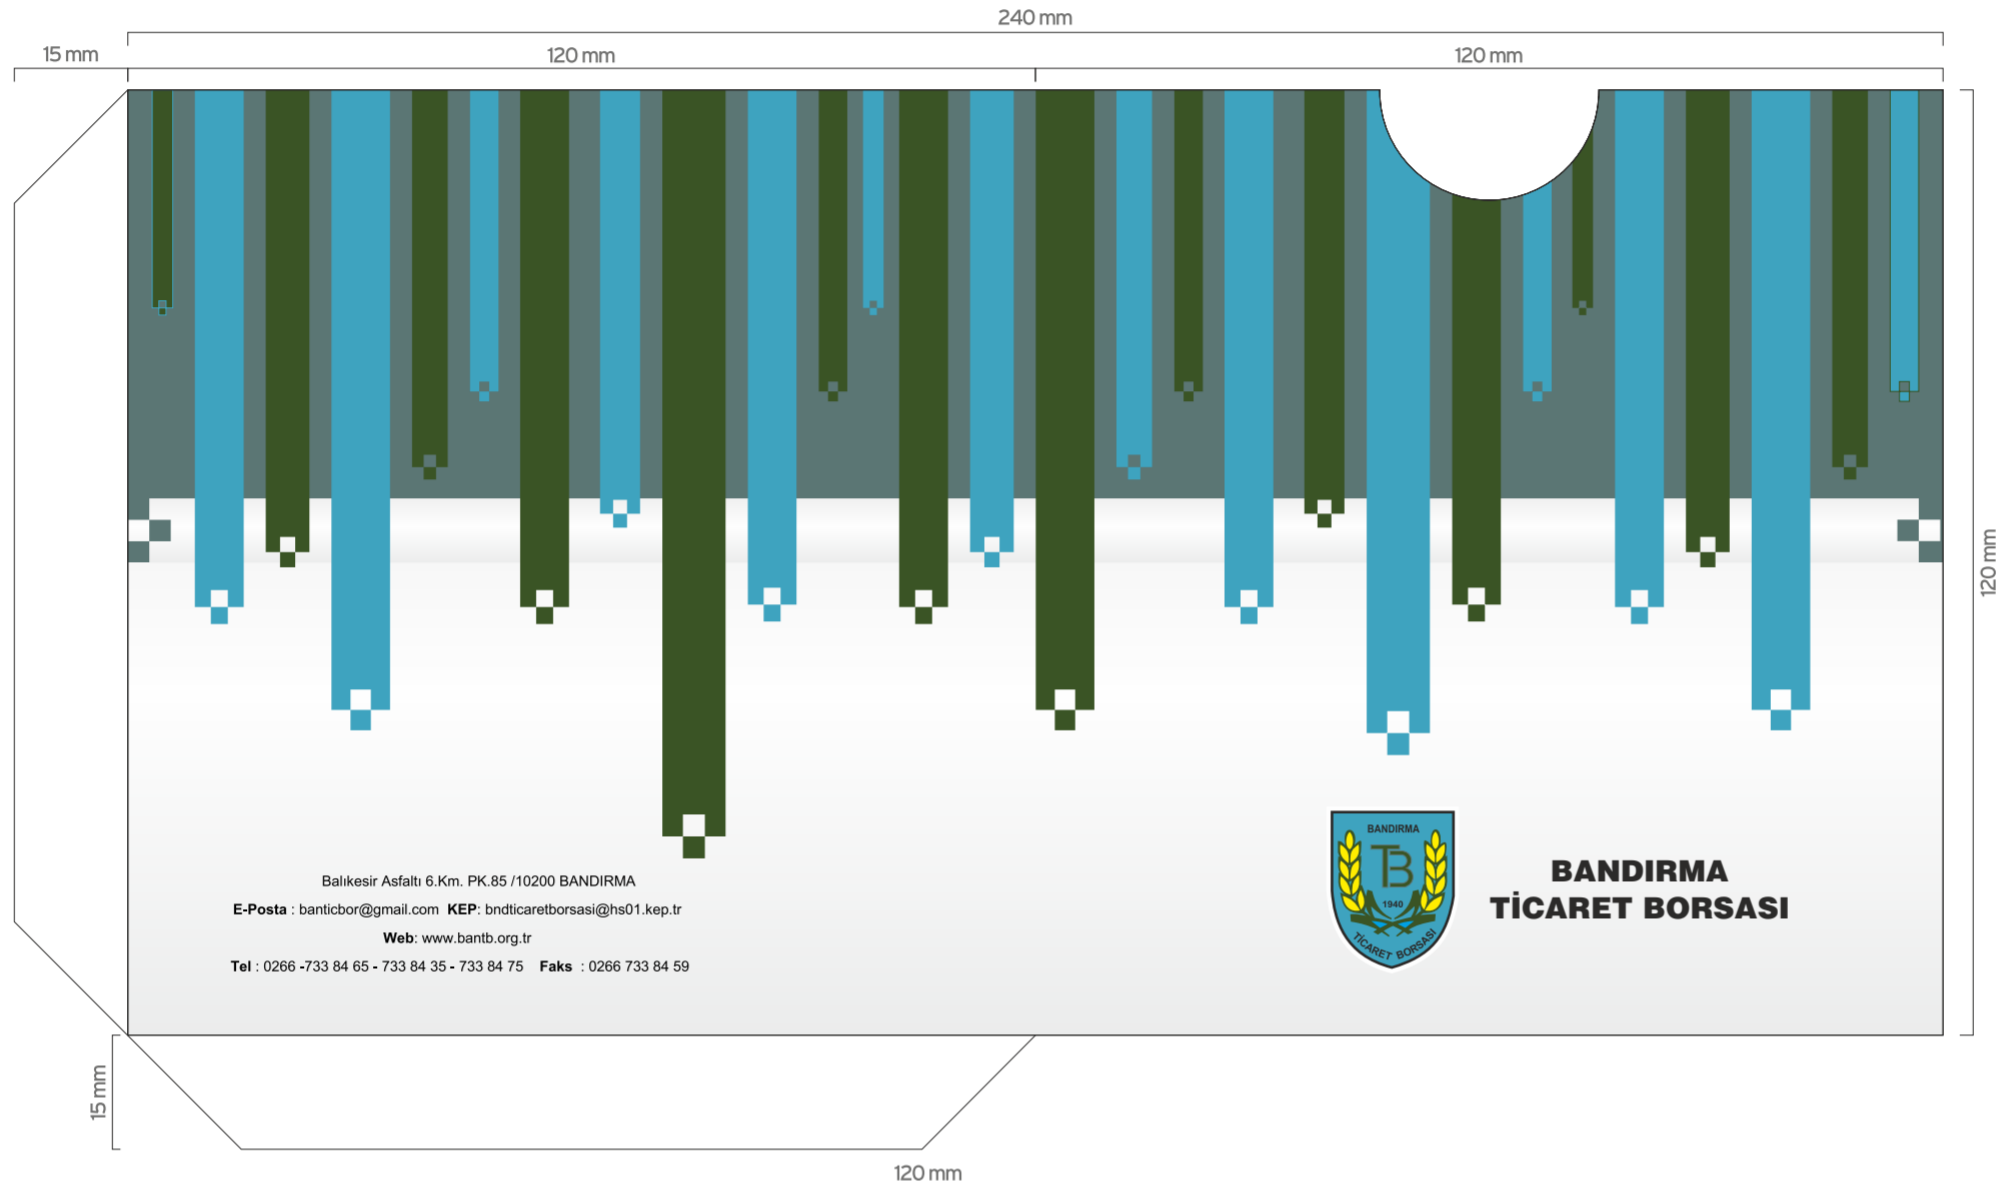 240 mm
15 mm
120 mm
120 mm
120 mm
BANDIRMA
TB
1940
TİCARET BORSASI
BANDIRMA
TİCARET BORSASI
Balıkesir Asfaltı 6.Km. PK.85 /10200 BANDIRMA
E-Posta : banticbor@gmail.com KEP: bndticaretborsasi@hs01.kep.tr
Web: www.bantb.org.tr
Tel : 0266 -733 84 65 - 733 84 35 - 733 84 75 Faks : 0266 733 84 59
15 mm
120 mm